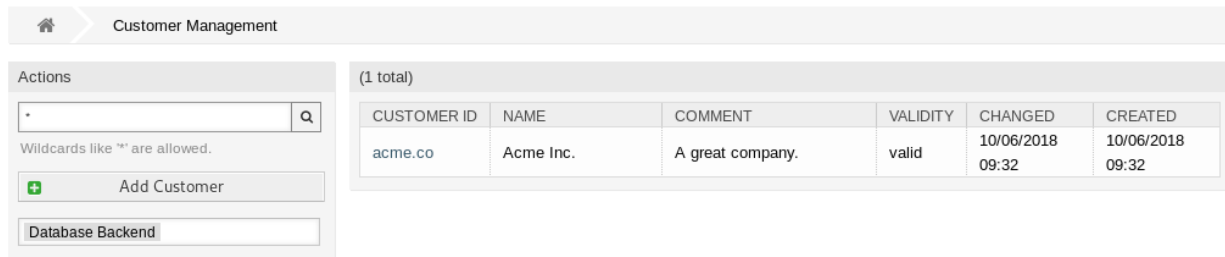 Customer Management
Actions
*
Wildcards like '*' are allowed.
Add Customer
Database Backend
(1 total)
CUSTOMER ID NAME COMMENT VALIDITY CHANGED CREATED
acme.co Acme Inc. A great company. valid 10/06/2018 09:32 10/06/2018 09:32